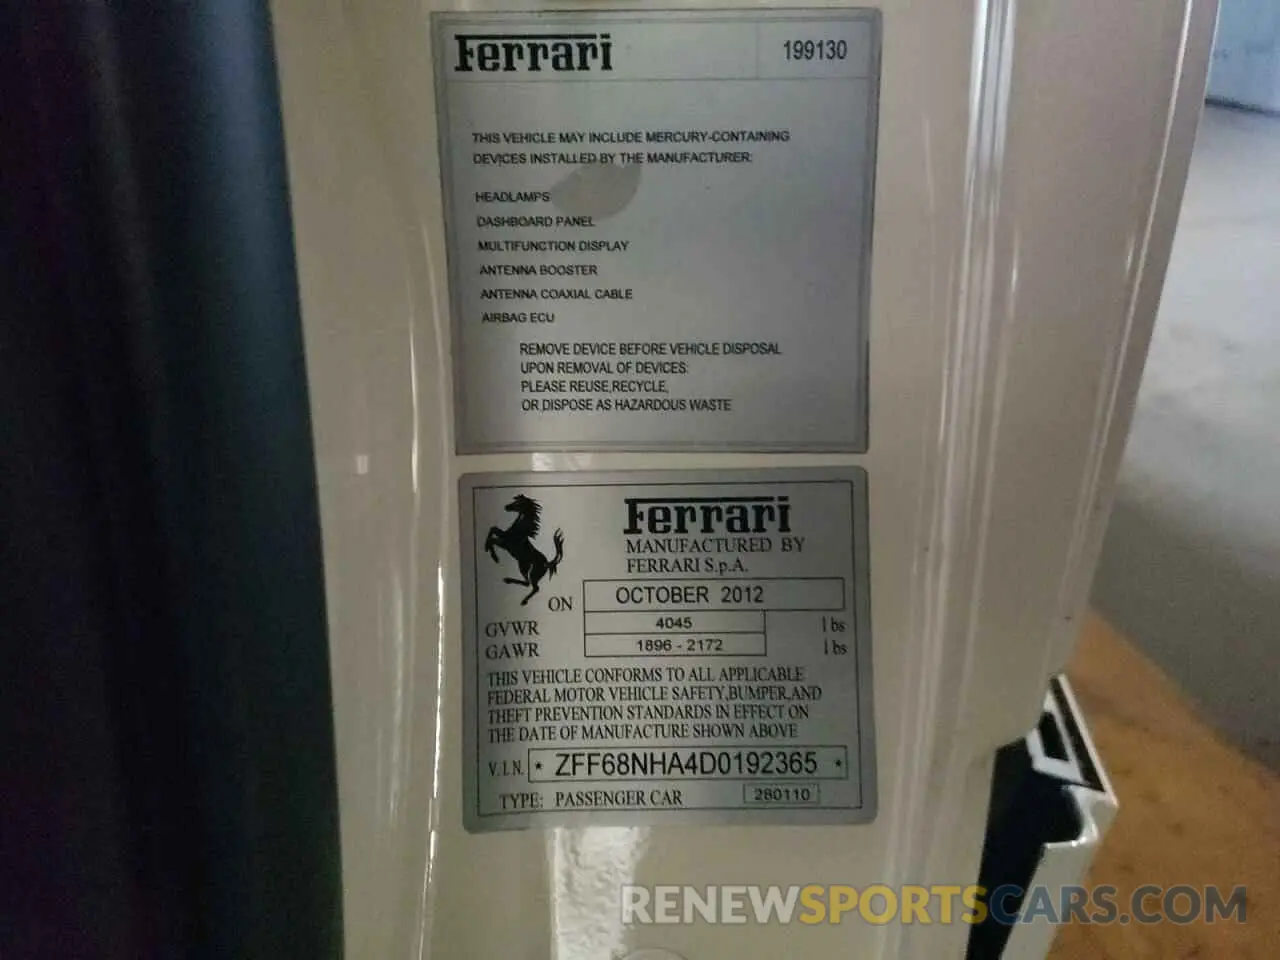 Ferrari 199130
THIS VEHICLE MAY INCLUDE MERCURY-CONTAINING
DEVICES INSTALLED BY THE MANUFACTURER:
HEADLAMPS
DASHBOARD PANEL
MULTIFUNCTION DISPLAY
ANTENNA BOOSTER
ANTENNA COAXIAL CABLE
AIRBAG ECU
REMOVE DEVICE BEFORE VEHICLE DISPOSAL
UPON REMOVAL OF DEVICES:
PLEASE REUSE,RECYCLE,
OR DISPOSE AS HAZARDOUS WASTE
Ferrari
MANUFACTURED BY
FERRARI S.p.A.
ON OCTOBER 2012
GVWR 4045 lbs
GAWR 1896 - 2172 lbs
THIS VEHICLE CONFORMS TO ALL APPLICABLE
FEDERAL MOTOR VEHICLE SAFETY,BUMPER,AND
THEFT PREVENTION STANDARDS IN EFFECT ON
THE DATE OF MANUFACTURE SHOWN ABOVE
V.I.N. * ZFF68NHA4D0192365 *
TYPE: PASSENGER CAR 280110
RENEWSPORTSCARS.COM